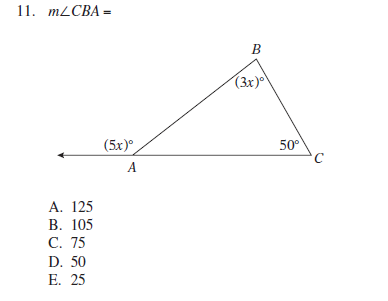 11. m∠CBA =
B
(3x)°
(5x)°
50°
C
A
A. 125
B. 105
C. 75
D. 50
E. 25